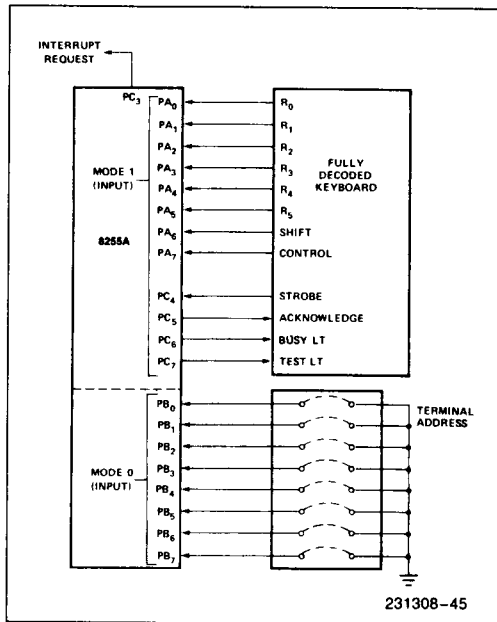 INTERRUPT
REQUEST
PC3
PA0
R0
PA1
R1
PA2
R2
MODE 1
(INPUT)
PA3
R3
FULLY
DECODED
KEYBOARD
PA4
R4
PA5
R5
8255A
PA6
SHIFT
PA7
CONTROL
PC4
STROBE
PC5
ACKNOWLEDGE
PC6
BUSY LT
PC7
TEST LT
PB0
TERMINAL
ADDRESS
PB1
PB2
MODE 0
(INPUT)
PB3
PB4
PB5
PB6
PB7
231308-45